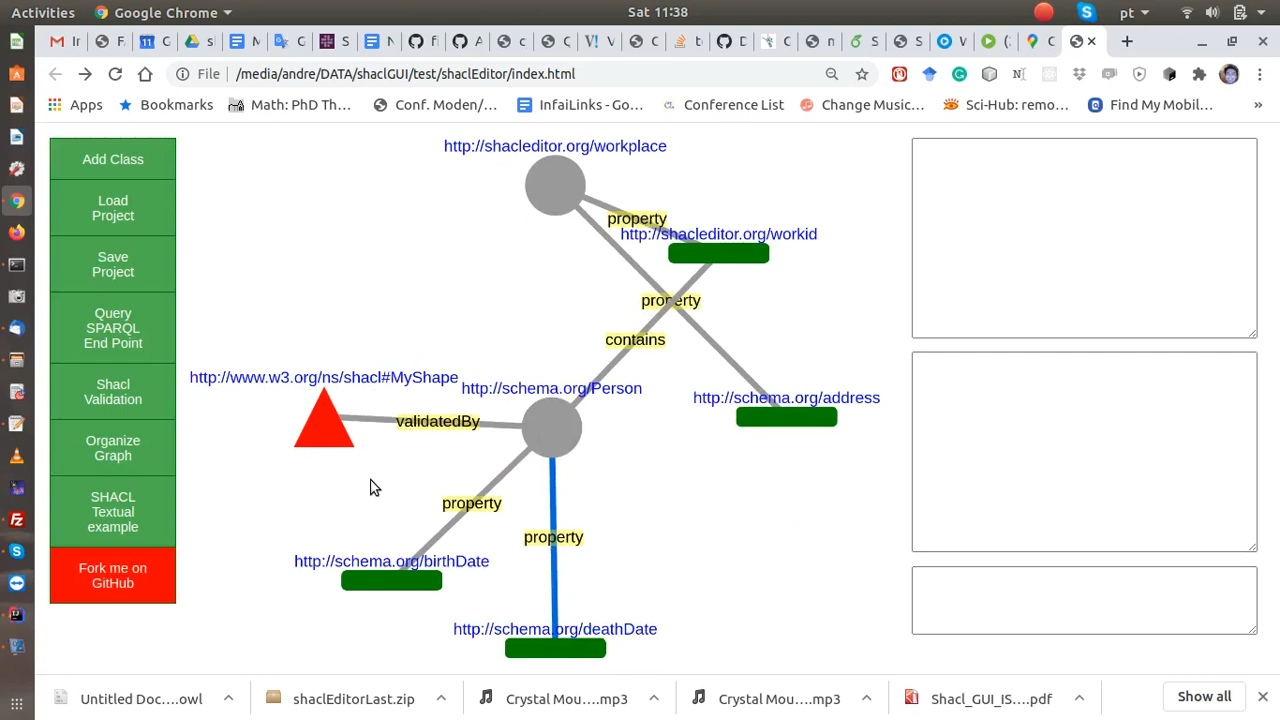 Activities Google Chrome Sat 11:38 pt
File /media/andre/DATA/shaclGUI/test/shaclEditor/index.html
Apps Bookmarks Math: PhD Th... Conf. Moden/... InfaiLinks - Go... Conference List Change Music... Sci-Hub: remo... Find My Mobil... »
Add Class
Load
Project
Save
Project
Query
SPARQL
End Point
Shacl
Validation
Organize
Graph
SHACL
Textual
example
Fork me on
GitHub
http://shacleditor.org/workplace
property
http://shacleditor.org/workid
property
contains
http://www.w3.org/ns/shacl#MyShape
http://schema.org/Person
http://schema.org/address
validatedBy
property
property
http://schema.org/birthDate
http://schema.org/deathDate
Untitled Doc....owl shaclEditorLast.zip Crystal Mou....mp3 Crystal Mou....mp3 Shacl_GUI_IS....pdf Show all